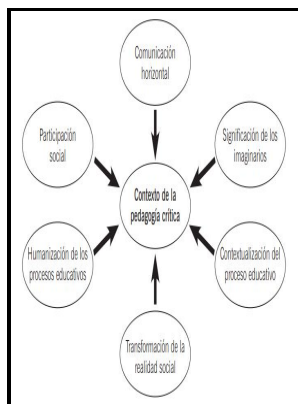 Comunicación
horizontal
Participación
social
Significación de los
imaginarios
Contexto de la
pedagogía crítica
Humanización de los
procesos educativos
Contextualización del
proceso educativo
Transformación de la
realidad social